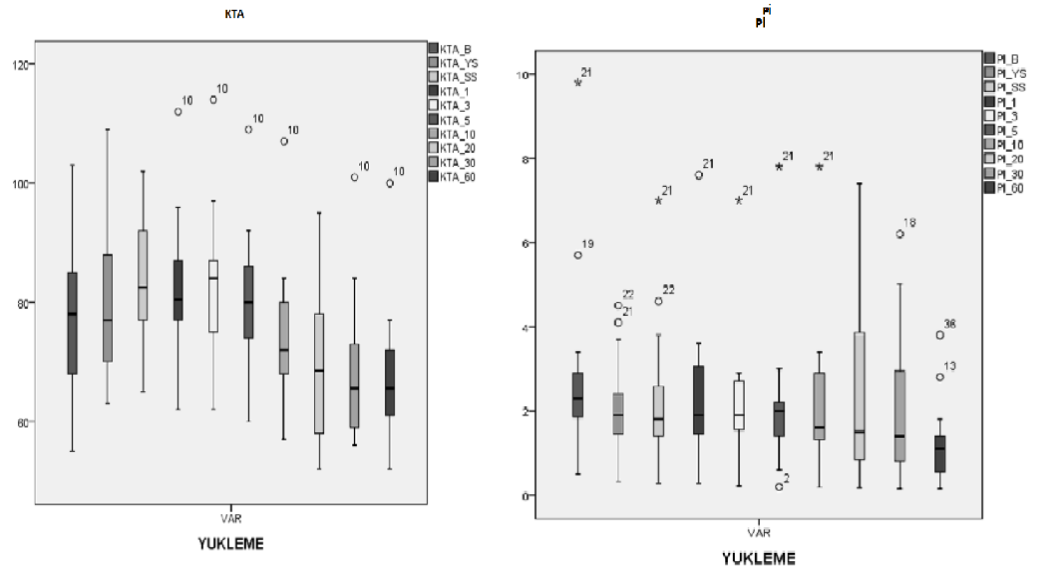 KTA
120
100
80
60
10
10
10
10
10
10
KTA_B
KTA_YS
KTA_SS
KTA_1
KTA_3
KTA_5
KTA_10
KTA_20
KTA_30
KTA_60
VAR
YUKLEME
Pİ
Pİ
10
8
6
4
2
0
21
19
22
21
21
22
21
21
21
2
21
18
36
13
PI_B
PI_YS
PI_SS
PI_1
PI_3
PI_5
PI_10
PI_20
PI_30
PI_60
VAR
YUKLEME